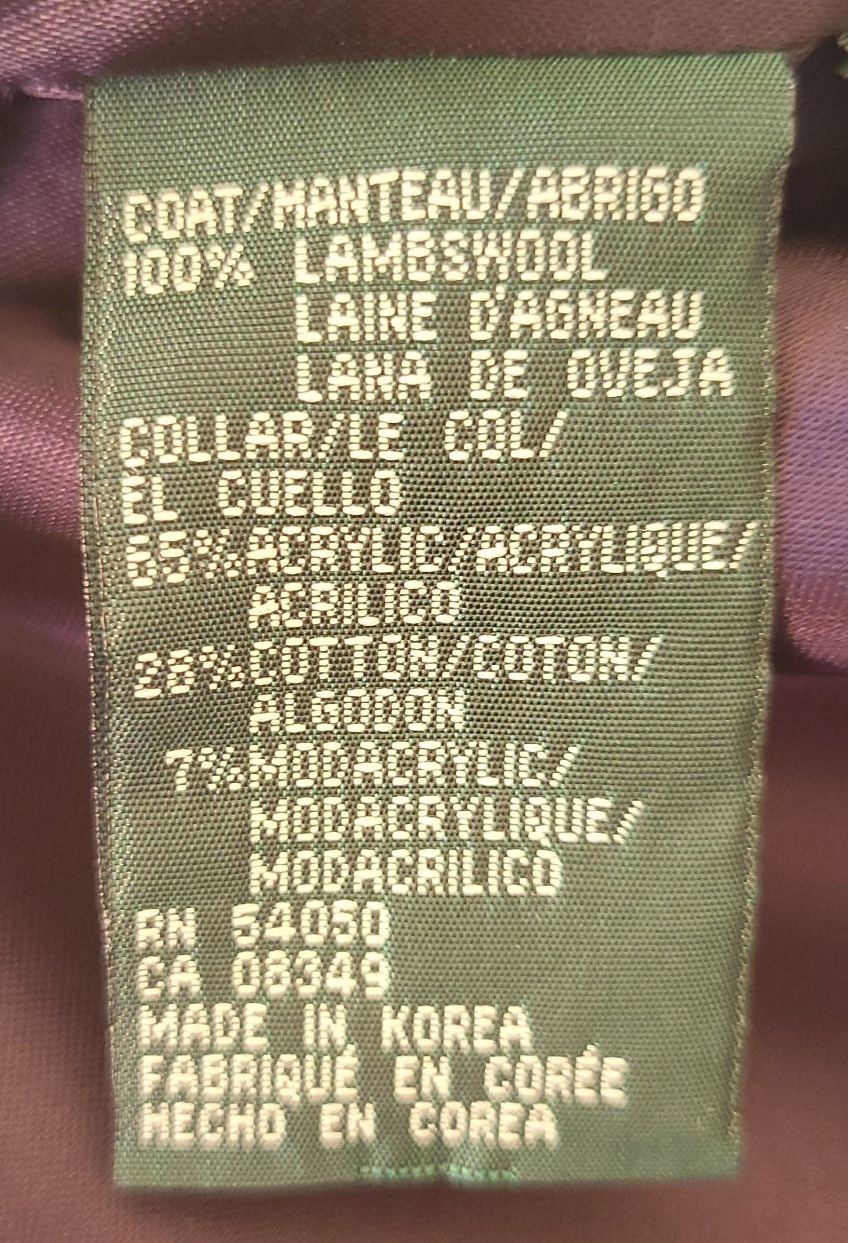 COAT/MANTEAU/ABRIGO
100% LAMBSWOOL
LAINE D'AGNEAU
LANA DE OVEJA
COLLAR/LE COL/
EL CUELLO
65%ACRYLIC/ACRYLIQUE/
ACRILICO
28%COTTON/COTON/
ALGODON
7%MODACRYLIC/
MODACRYLIQUE/
MODACRILICO
RN 54050
CA 08349
MADE IN KOREA
FABRIQUÉ EN CORÉE
HECHO EN COREA